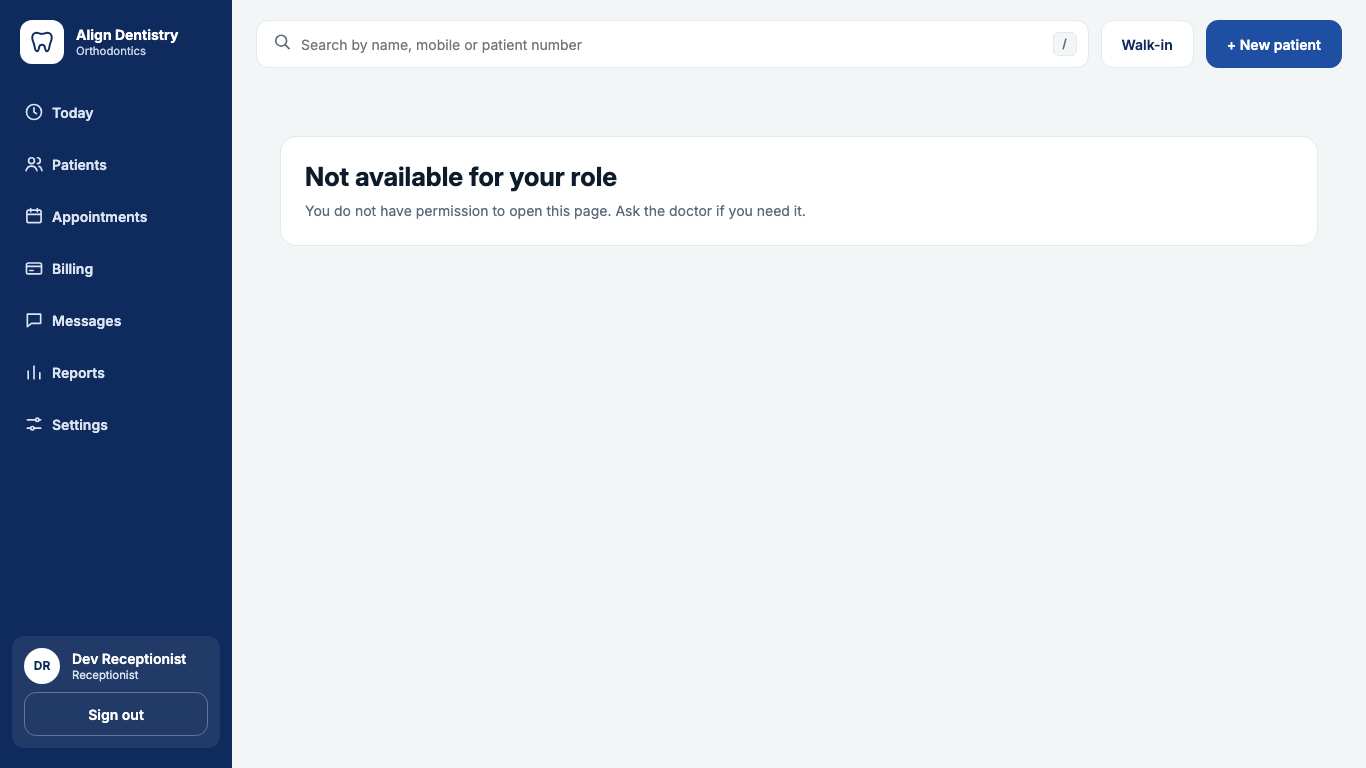 Align Dentistry
Orthodontics
Today
Patients
Appointments
Billing
Messages
Reports
Settings
DR
Dev Receptionist
Receptionist
Sign out
Search by name, mobile or patient number
/
Walk-in
+ New patient
Not available for your role
You do not have permission to open this page. Ask the doctor if you need it.